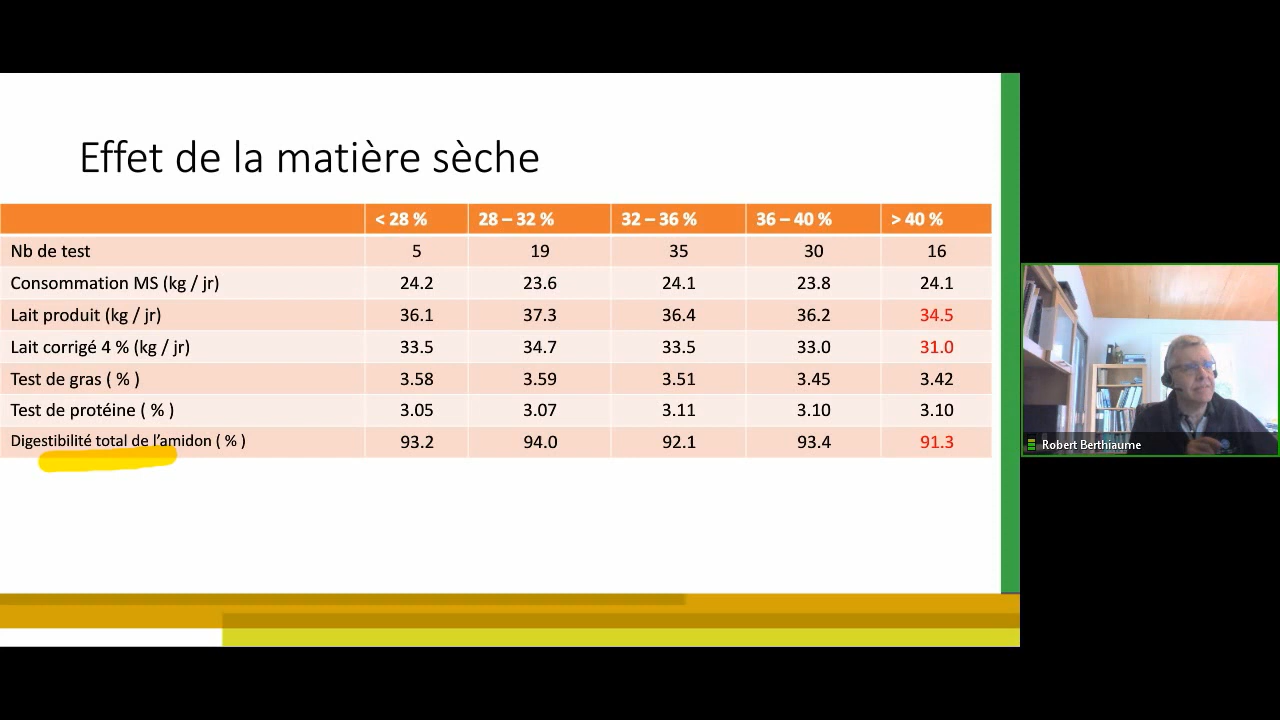 Effet de la matière sèche
< 28 % 28 – 32 % 32 – 36 % 36 – 40 % > 40 %
Nb de test 5 19 35 30 16
Consommation MS (kg / jr) 24.2 23.6 24.1 23.8 24.1
Lait produit (kg / jr) 36.1 37.3 36.4 36.2 34.5
Lait corrigé 4 % (kg / jr) 33.5 34.7 33.5 33.0 31.0
Test de gras ( % ) 3.58 3.59 3.51 3.45 3.42
Test de protéine ( % ) 3.05 3.07 3.11 3.10 3.10
Digestibilité total de l’amidon ( % ) 93.2 94.0 92.1 93.4 91.3
Robert Berthiaume